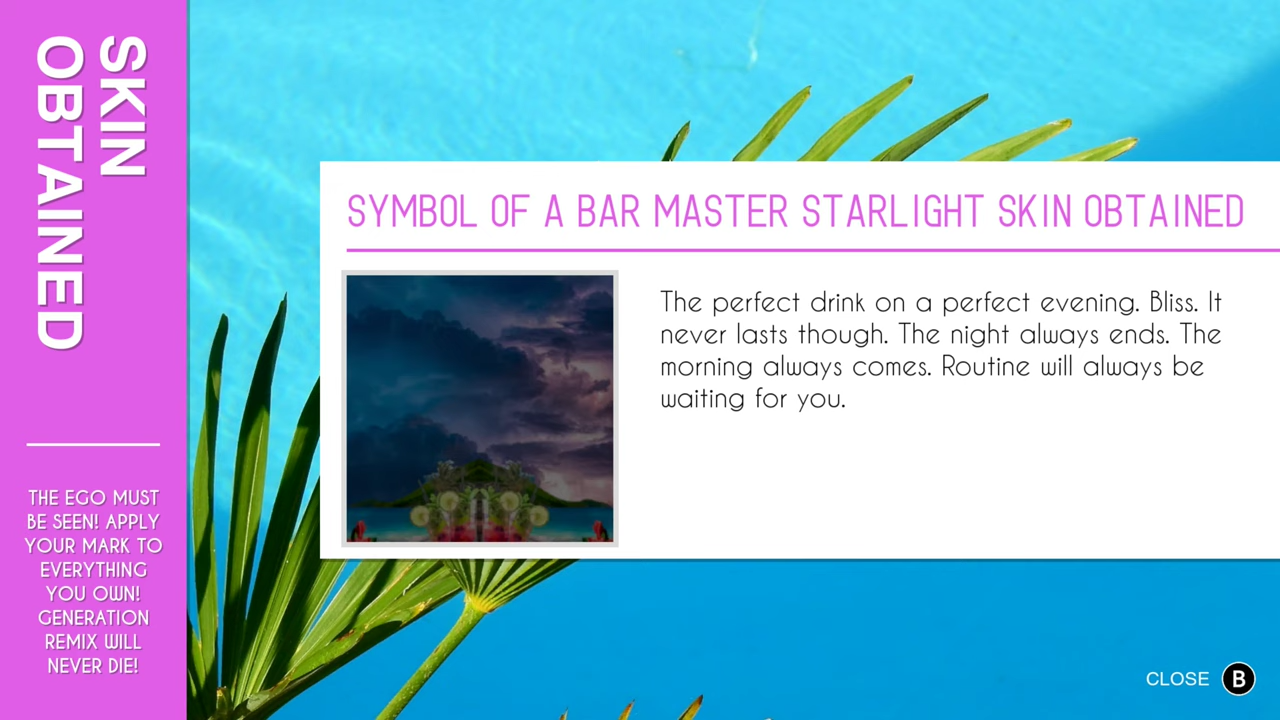 SKIN
OBTAINED
THE EGO MUST
BE SEEN! APPLY
YOUR MARK TO
EVERYTHING
YOU OWN!
GENERATION
REMIX WILL
NEVER DIE!
SYMBOL OF A BAR MASTER STARLIGHT SKIN OBTAINED
The perfect drink on a perfect evening. Bliss. It
never lasts though. The night always ends. The
morning always comes. Routine will always be
waiting for you.
CLOSE B